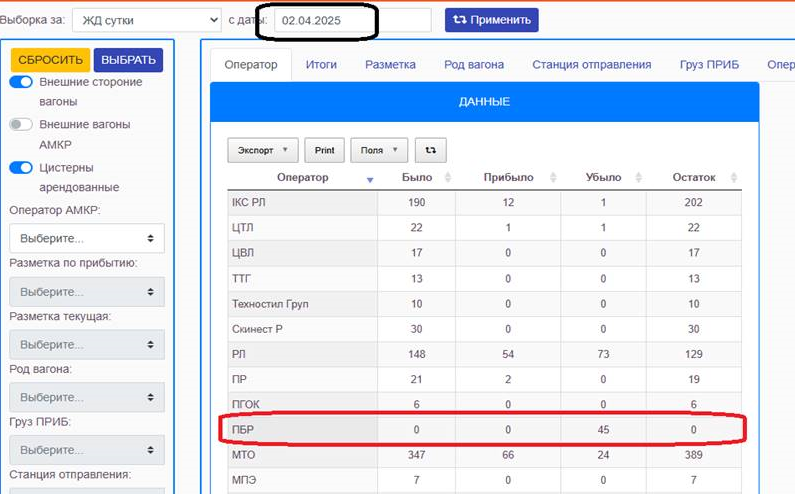 Выборка за: ЖД сутки с даты: 02.04.2025 Применить
СБРОСИТЬ ВЫБРАТЬ
Внешние стороние
вагоны
Внешние вагоны
АМКР
Цистерны
арендованные
Оператор АМКР:
Выберите...
Разметка по прибытию:
Выберите...
Разметка текущая:
Выберите...
Род вагона:
Выберите...
Груз ПРИБ:
Выберите...
Станция отправления:
Оператор Итоги Разметка Род вагона Станция отправления Груз ПРИБ
ДАННЫЕ
Экспорт Print Поля
Оператор Было Прибыло Убыло Остаток
ІКС РЛ 190 12 1 202
ЦТЛ 22 1 1 22
ЦВЛ 17 0 0 17
ТТГ 13 0 0 13
Техностил Груп 10 0 0 10
Скинест Р 30 0 0 30
РЛ 148 54 73 129
ПР 21 2 0 19
ПГОК 6 0 0 6
ПБР 0 0 45 0
МТО 347 66 24 389
МПЭ 7 0 0 7